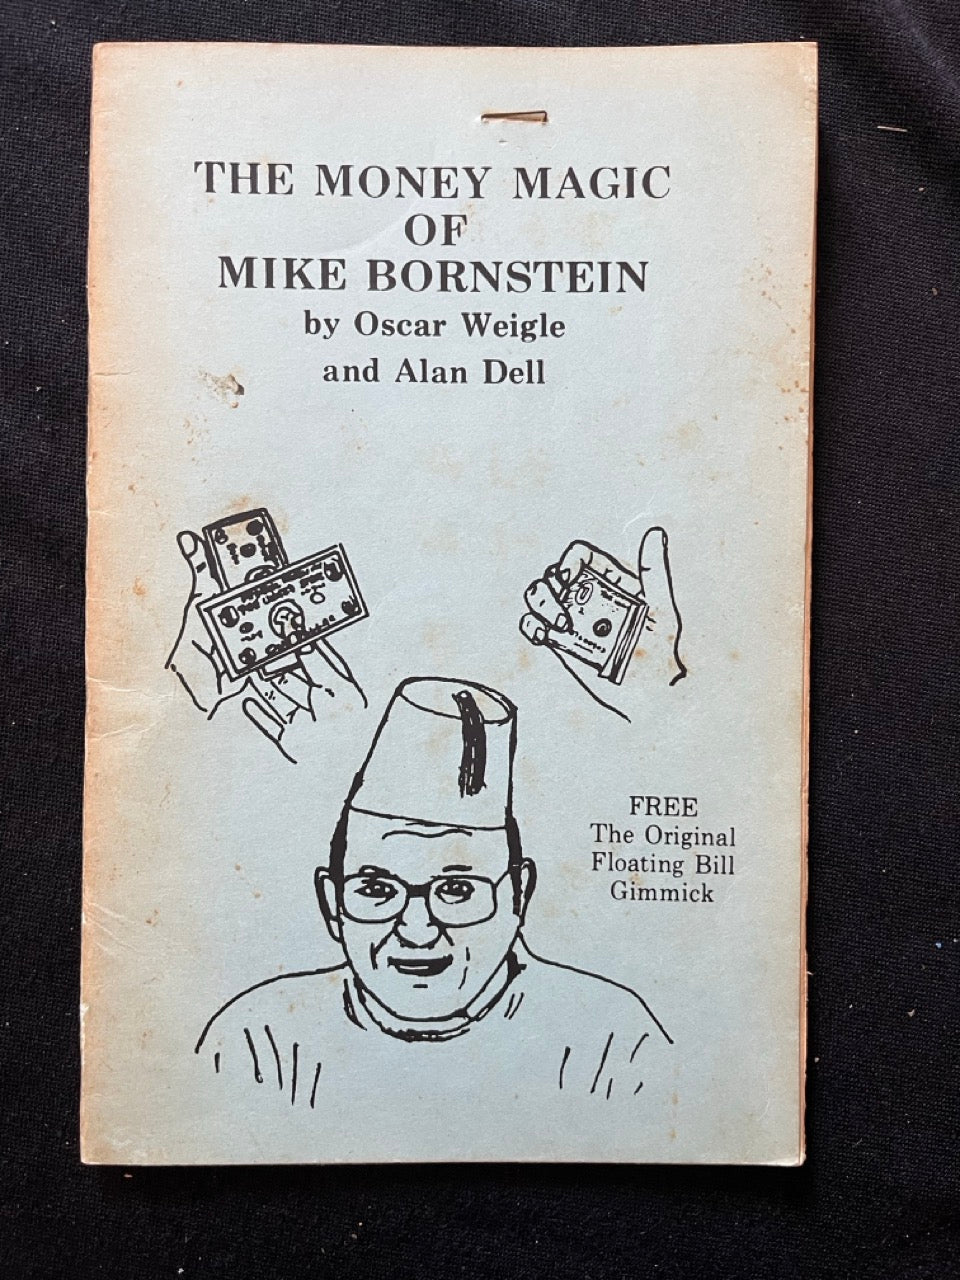 THE MONEY MAGIC
OF
MIKE BORNSTEIN
by Oscar Weigle
and Alan Dell
FREE
The Original
Floating Bill
Gimmick